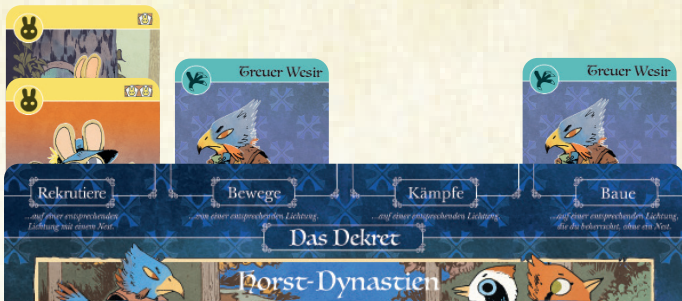 Treuer Wesir
Treuer Wesir
Rekrutiere
Bewege
Kämpfe
Baue
...auf einer entsprechenden
Lichtung mit einem Nest.
...von einer entsprechenden Lichtung.
...auf einer entsprechenden Lichtung.
...auf einer entsprechenden Lichtung,
die du beherrschst, ohne ein Nest.
Das Dekret
Horst-Dynastien